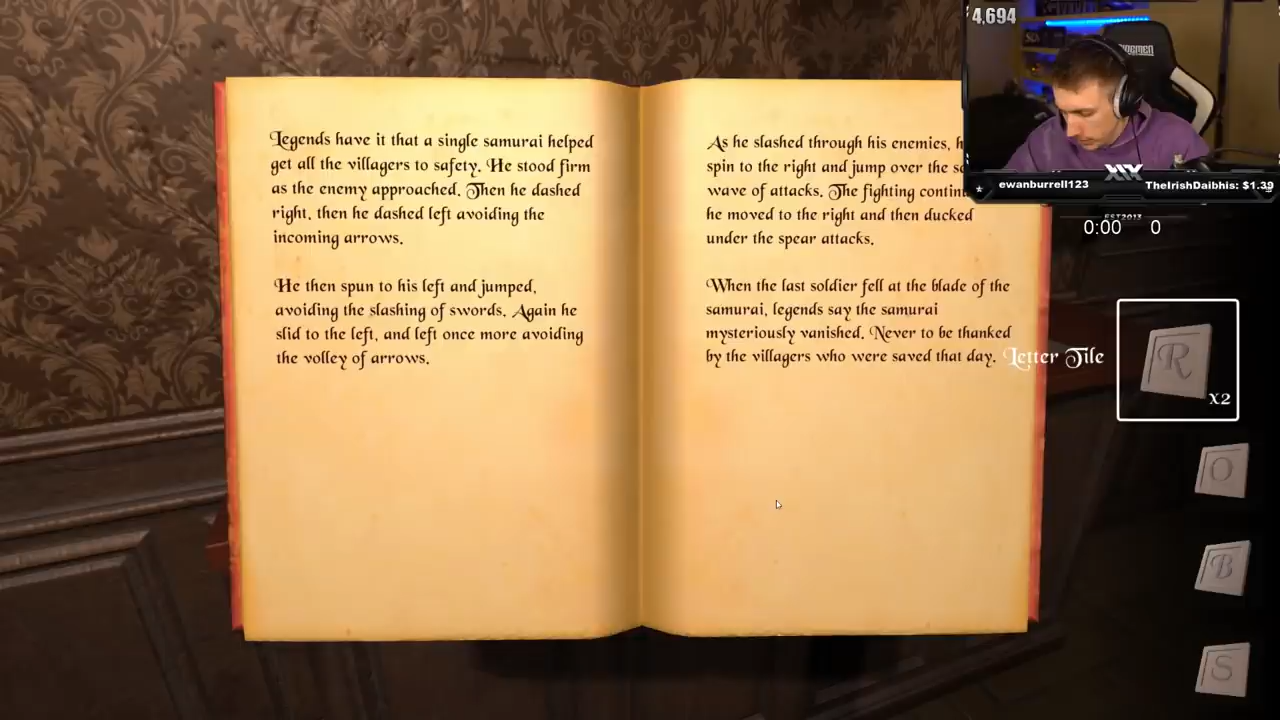 Legends have it that a single samurai helped
get all the villagers to safety. He stood firm
as the enemy approached. Then he dashed
right, then he dashed left avoiding the
incoming arrows.
He then spun to his left and jumped,
avoiding the slashing of swords. Again he
slid to the left, and left once more avoiding
the volley of arrows.
As he slashed through his enemies,
spin to the right and jump over the
wave of attacks. The fighting
he moved to the right and then ducked
under the spear attacks.
When the last soldier fell at the blade of the
samurai, legends say the samurai
mysteriously vanished. Never to be thanked
by the villagers who were saved that day.
4,694
ewanburrell123
TheIrishDaibhis: $1.39
EST2013
0:00 0
Letter Tile
R
X2
O
B
S